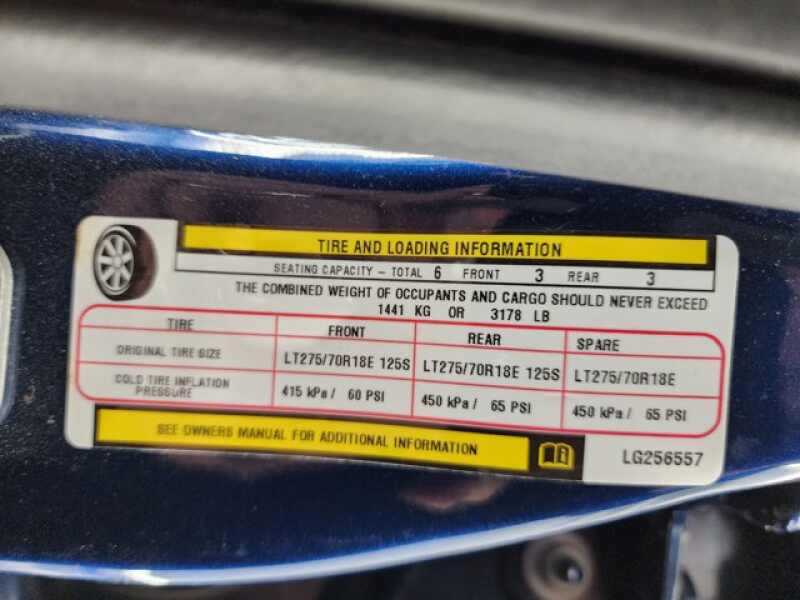 TIRE AND LOADING INFORMATION
SEATING CAPACITY – TOTAL 6 FRONT 3 REAR 3
THE COMBINED WEIGHT OF OCCUPANTS AND CARGO SHOULD NEVER EXCEED
1441 KG OR 3178 LB
TIRE FRONT REAR SPARE
ORIGINAL TIRE SIZE LT275/70R18E 125S LT275/70R18E 125S LT275/70R18E
COLD TIRE INFLATION PRESSURE 415 kPa / 60 PSI 450 kPa / 65 PSI 450 kPa / 65 PSI
SEE OWNERS MANUAL FOR ADDITIONAL INFORMATION
LG256557